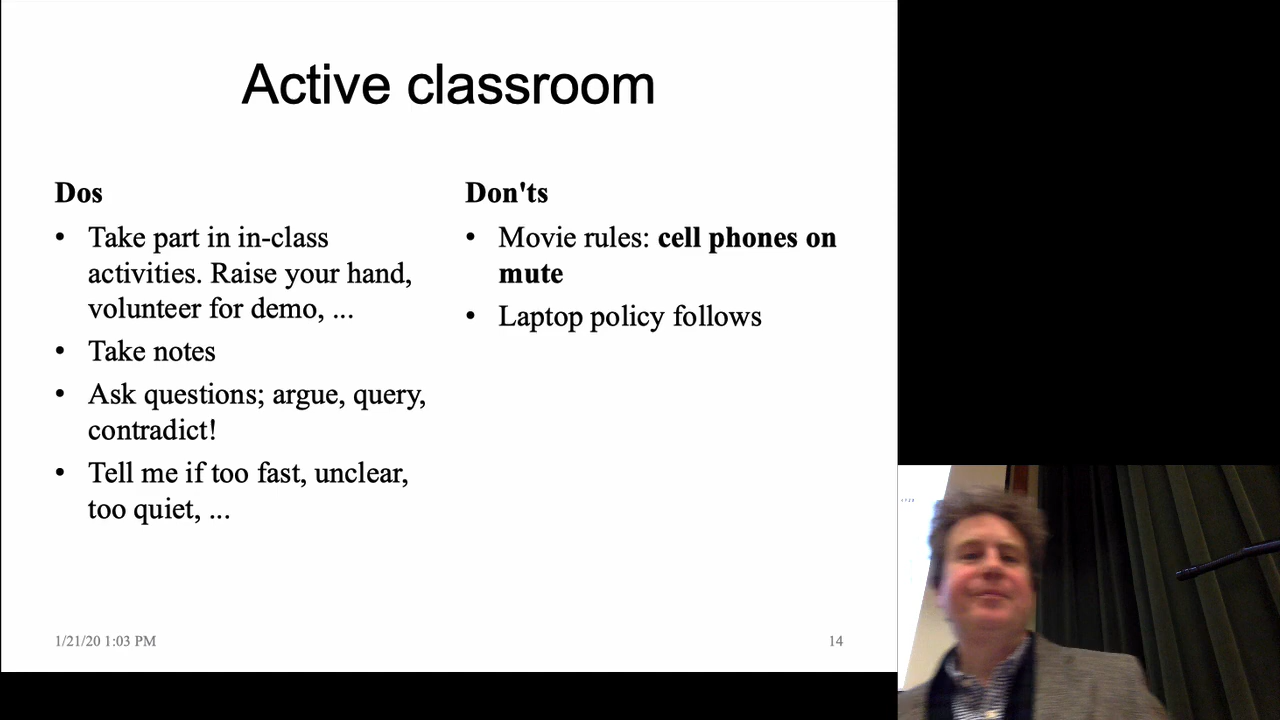 Active classroom
Dos
• Take part in in-class
activities. Raise your hand,
volunteer for demo, ...
• Take notes
• Ask questions; argue, query,
contradict!
• Tell me if too fast, unclear,
too quiet, ...
Don'ts
• Movie rules: cell phones on
mute
• Laptop policy follows
1/21/20 1:03 PM
14